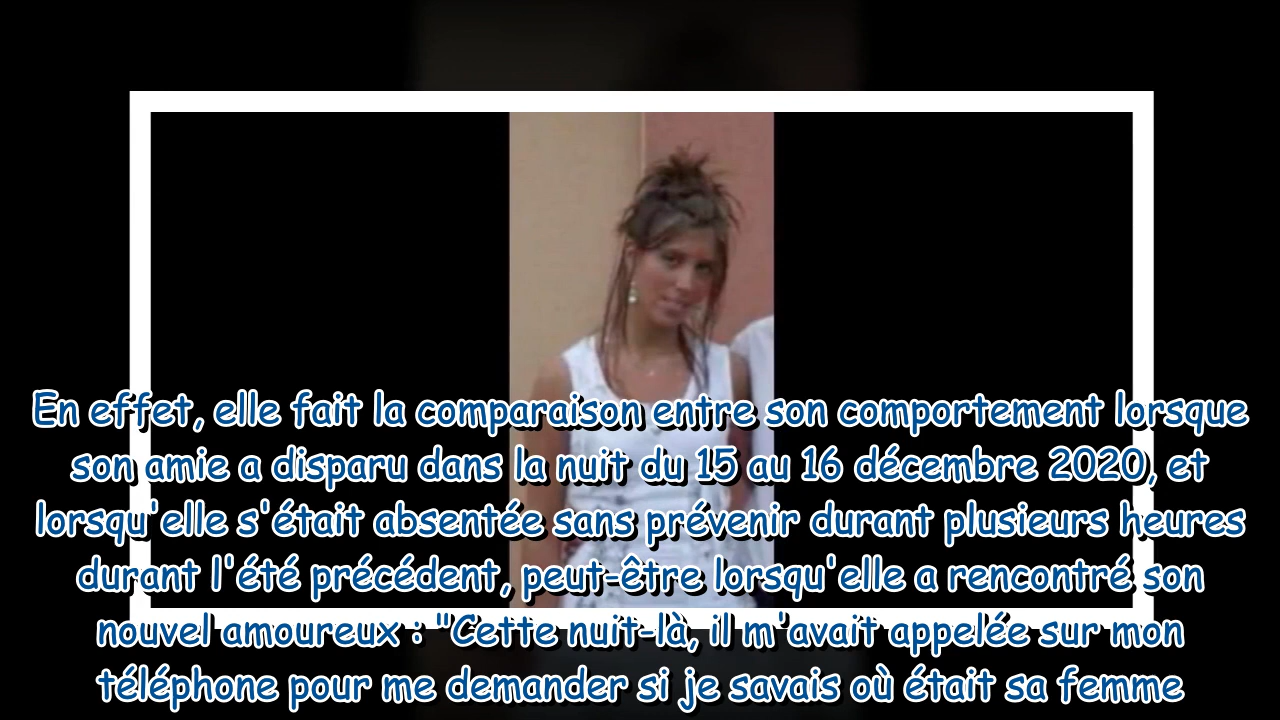 En effet, elle fait la comparaison entre son comportement lorsque
son amie a disparu dans la nuit du 15 au 16 décembre 2020, et
lorsqu'elle s'était absentée sans prévenir durant plusieurs heures
durant l'été précédent, peut-être lorsqu'elle a rencontré son
nouvel amoureux : "Cette nuit-là, il m'avait appelée sur mon
téléphone pour me demander si je savais où était sa femme